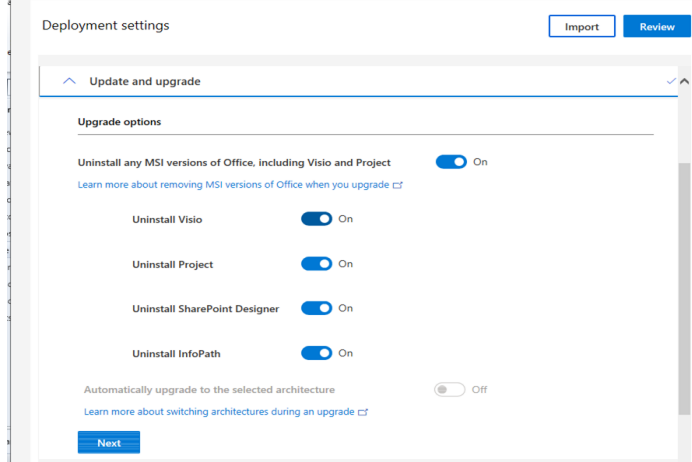 Deployment settings
Import
Review
Update and upgrade
Upgrade options
Uninstall any MSI versions of Office, including Visio and Project
On
Learn more about removing MSI versions of Office when you upgrade
Uninstall Visio
On
Uninstall Project
On
Uninstall SharePoint Designer
On
Uninstall InfoPath
On
Automatically upgrade to the selected architecture
Off
Learn more about switching architectures during an upgrade
Next